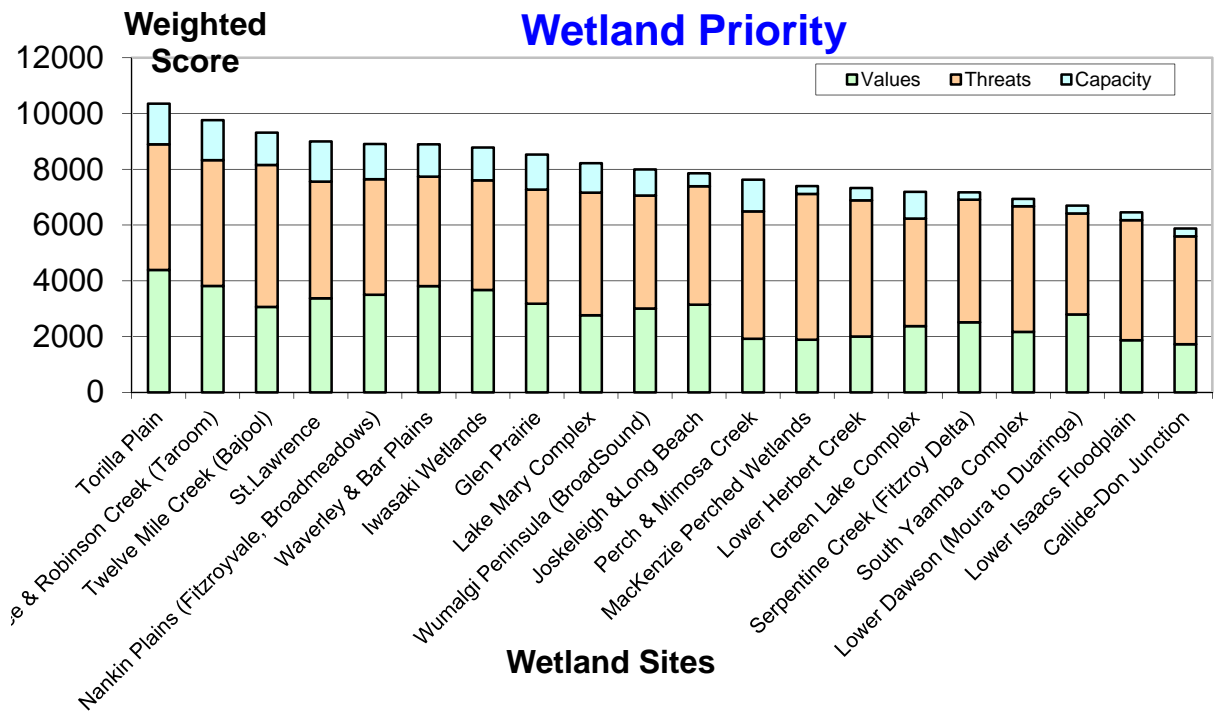 Weighted
Score
Wetland Priority
Values Threats Capacity
12000
10000
8000
6000
4000
2000
0
Torilla Plain
& Robinson Creek (Taroom)
Twelve Mile Creek (Bajool)
St.Lawrence
Nankin Plains (Fitzroyvale, Broadmeadows)
Waverley & Bar Plains
Iwasaki Wetlands
Glen Prairie
Lake Mary Complex
Wumalgi Peninsula (BroadSound)
Joskeleigh &Long Beach
Perch & Mimosa Creek
MacKenzie Perched Wetlands
Lower Herbert Creek
Green Lake Complex
Serpentine Creek (Fitzroy Delta)
South Yaamba Complex
Lower Dawson (Moura to Duaringa)
Lower Isaacs Floodplain
Callide-Don Junction
Wetland Sites